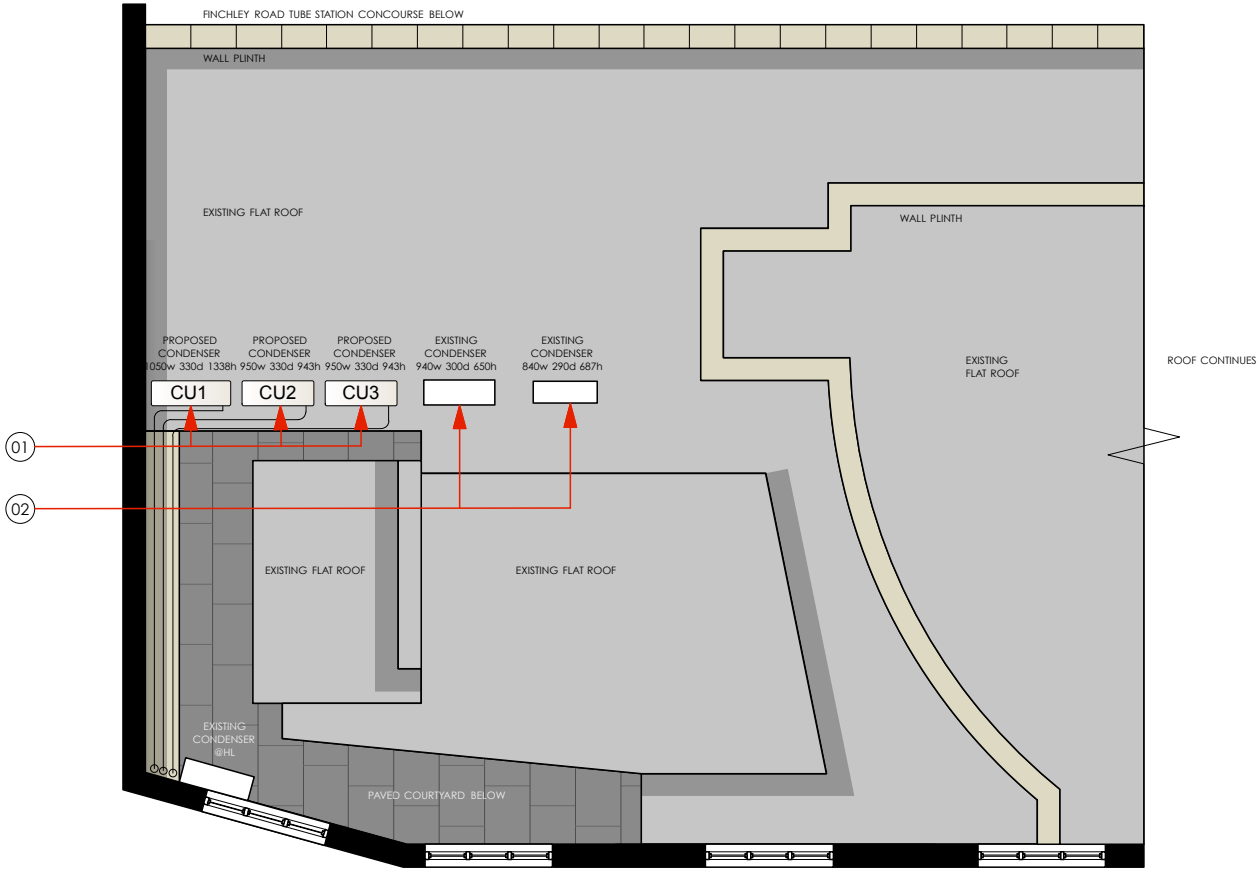 FINCHLEY ROAD TUBE STATION CONCOURSE BELOW
WALL PLINTH
EXISTING FLAT ROOF
WALL PLINTH
PROPOSED
CONDENSER
1050w 330d 1338h
PROPOSED
CONDENSER
950w 330d 943h
PROPOSED
CONDENSER
950w 330d 943h
EXISTING
CONDENSER
940w 300d 650h
EXISTING
CONDENSER
840w 290d 687h
EXISTING
FLAT ROOF
ROOF CONTINUES
CU1
CU2
CU3
01
02
EXISTING FLAT ROOF
EXISTING FLAT ROOF
EXISTING
CONDENSER
@HL
PAVED COURTYARD BELOW